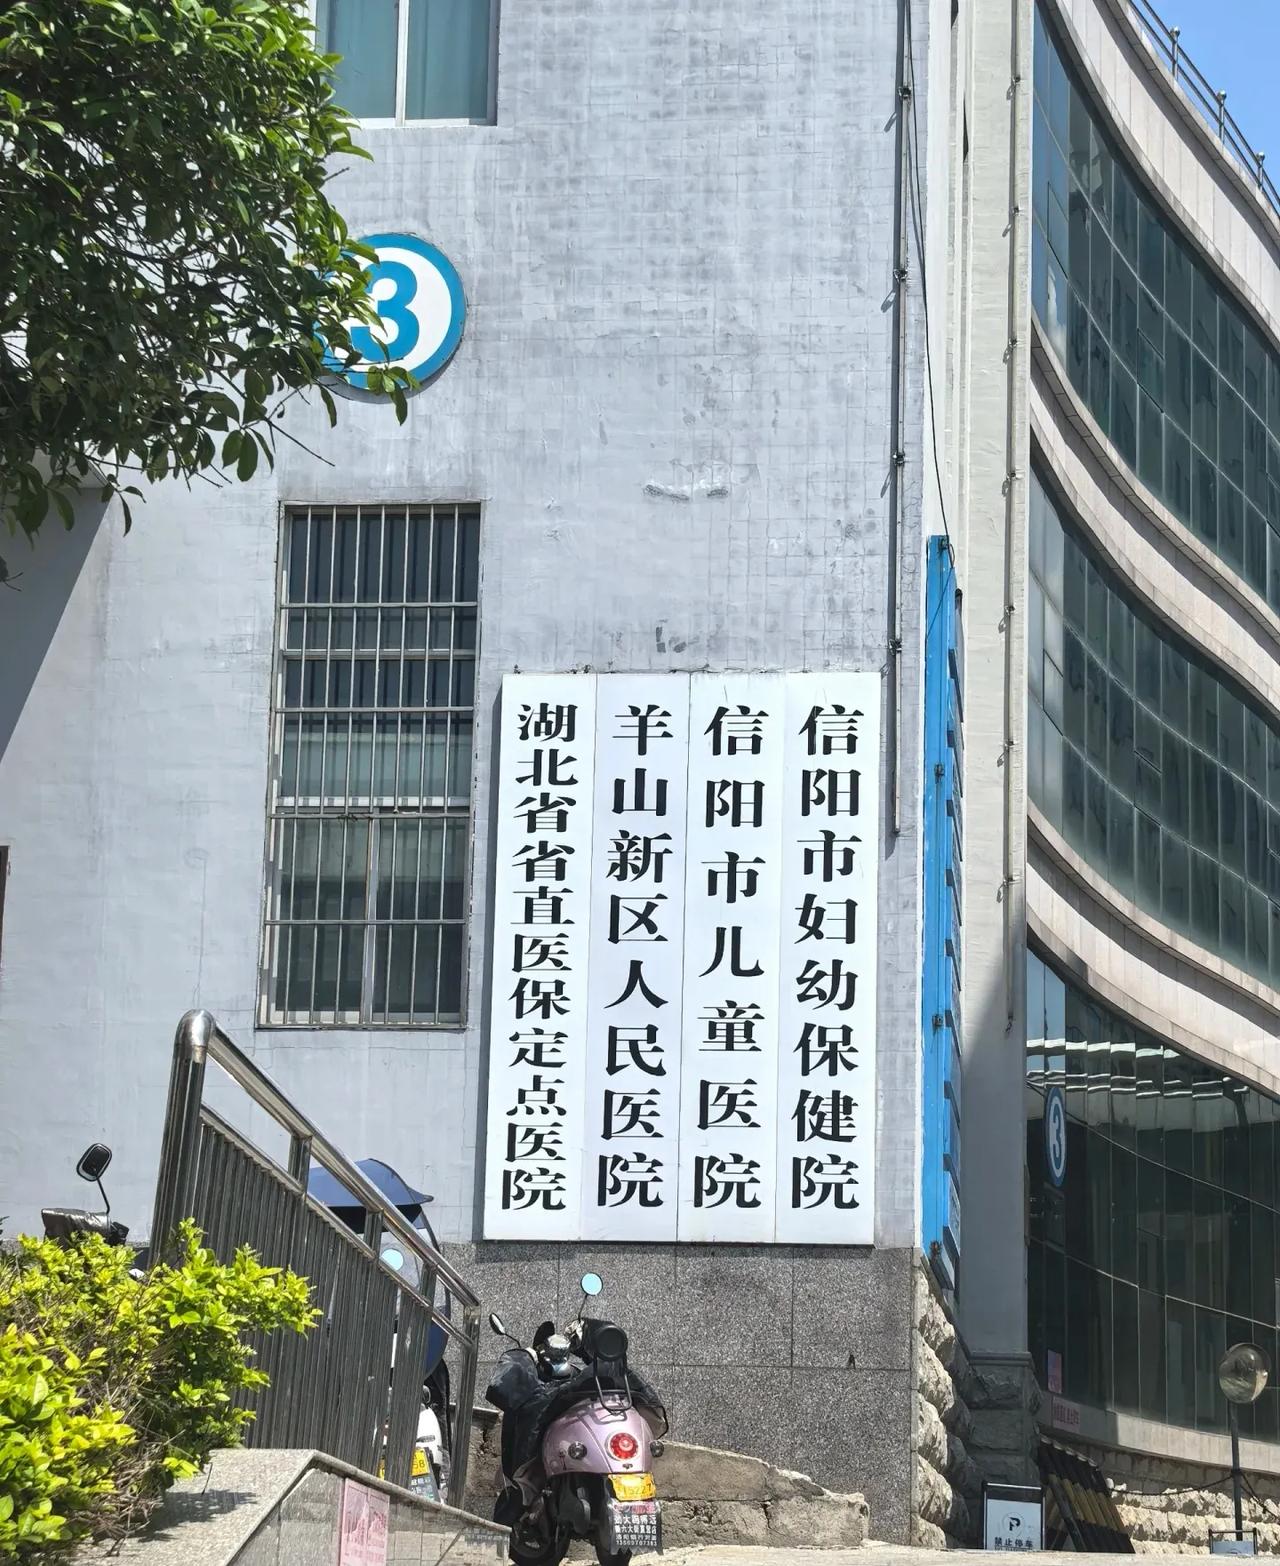 3
信阳市妇幼保健院
信阳市儿童医院
羊山新区人民医院
湖北省省直医保定点医院
3
P
禁止停车